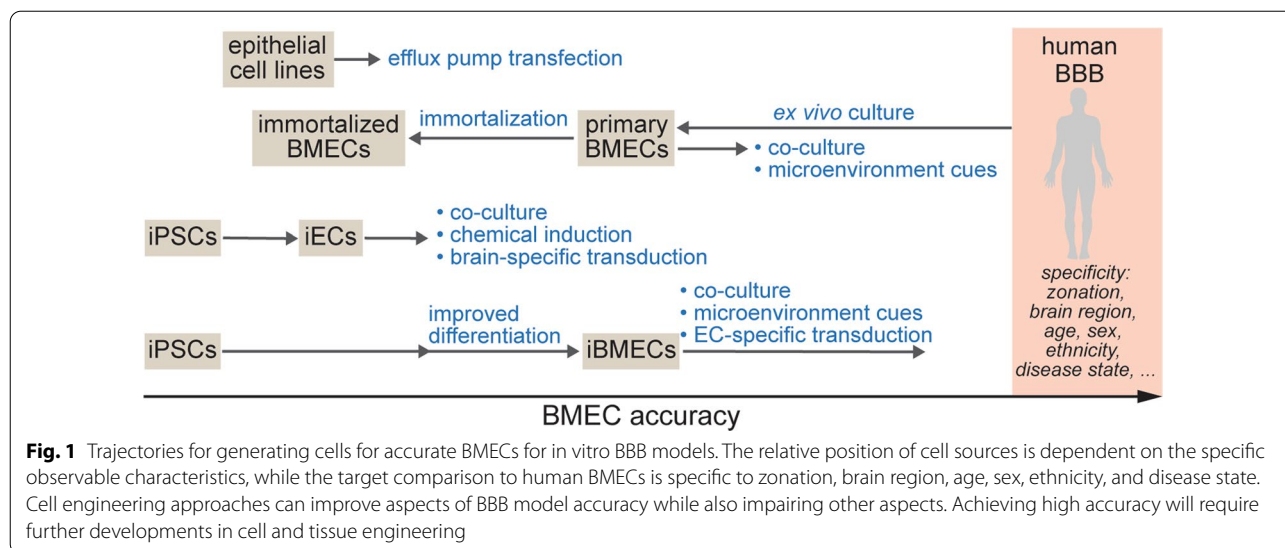 epithelial
cell lines
efflux pump transfection
human
BBB
immortalized
BMECs
immortalization
primary
BMECs
ex vivo culture
• co-culture
• microenvironment cues
iPSCs
iECs
• co-culture
• chemical induction
• brain-specific transduction
specificity:
zonation,
brain region,
age, sex,
ethnicity,
disease state, ...
iPSCs
improved
differentiation
iBMECs
• co-culture
• microenvironment cues
• EC-specific transduction
BMEC accuracy
Fig. 1 Trajectories for generating cells for accurate BMECs for in vitro BBB models. The relative position of cell sources is dependent on the specific
observable characteristics, while the target comparison to human BMECs is specific to zonation, brain region, age, sex, ethnicity, and disease state.
Cell engineering approaches can improve aspects of BBB model accuracy while also impairing other aspects. Achieving high accuracy will require
further developments in cell and tissue engineering